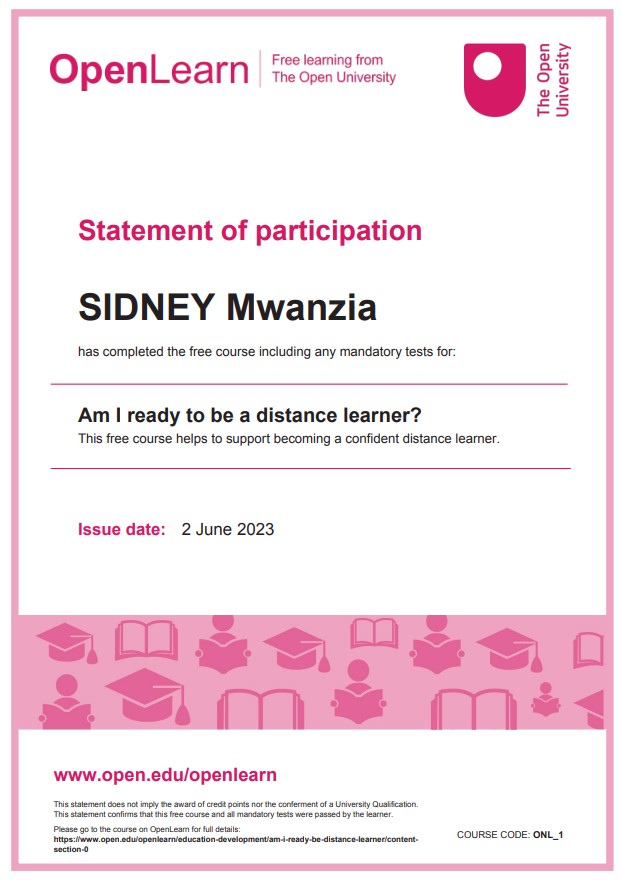 OpenLearn
Free learning from
The Open University
The Open
University
Statement of participation
SIDNEY Mwanzia
has completed the free course including any mandatory tests for:
Am I ready to be a distance learner?
This free course helps to support becoming a confident distance learner.
Issue date: 2 June 2023
www.open.edu/openlearn
This statement does not imply the award of credit points nor the conferment of a University Qualification.
This statement confirms that this free course and all mandatory tests were passed by the learner.
Please go to the course on OpenLearn for full details:
https://www.open.edu/openlearn/education-development/am-i-ready-be-distance-learner/content-
section-0
COURSE CODE: ONL_1